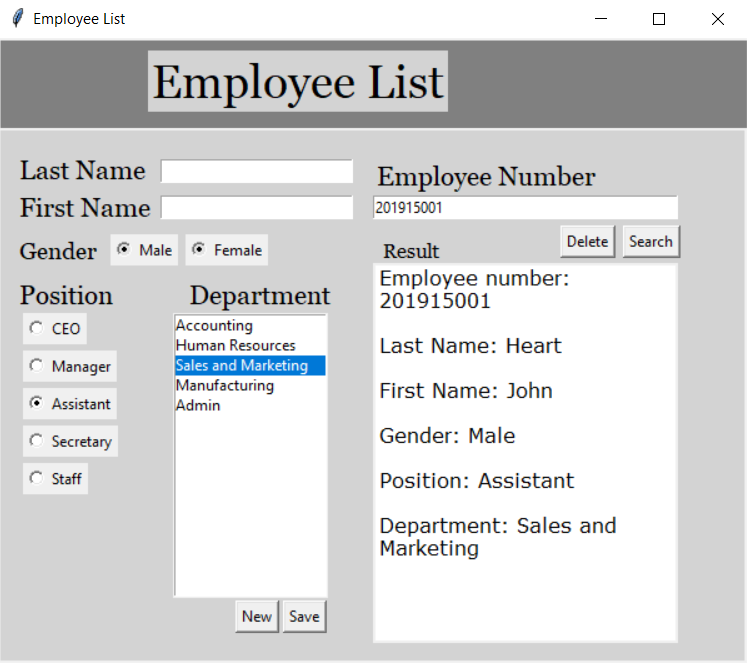 Employee List
Employee List
Last Name
First Name
Gender
Male
Female
Position
CEO
Manager
Assistant
Secretary
Staff
Department
Accounting
Human Resources
Sales and Marketing
Manufacturing
Admin
New
Save
Employee Number
201915001
Delete
Search
Result
Employee number:
201915001
Last Name: Heart
First Name: John
Gender: Male
Position: Assistant
Department: Sales and
Marketing